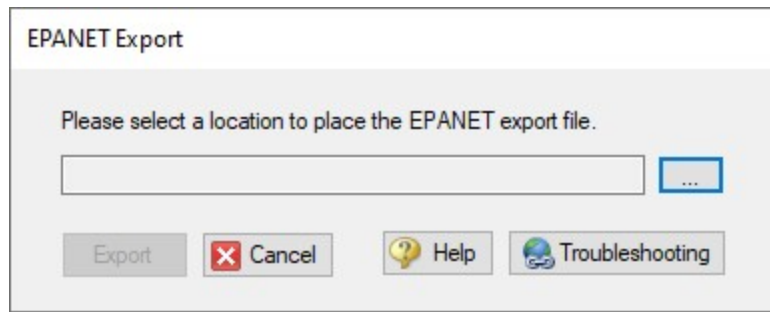 EPANET Export
Please select a location to place the EPANET export file.
...
Export Cancel Help Troubleshooting